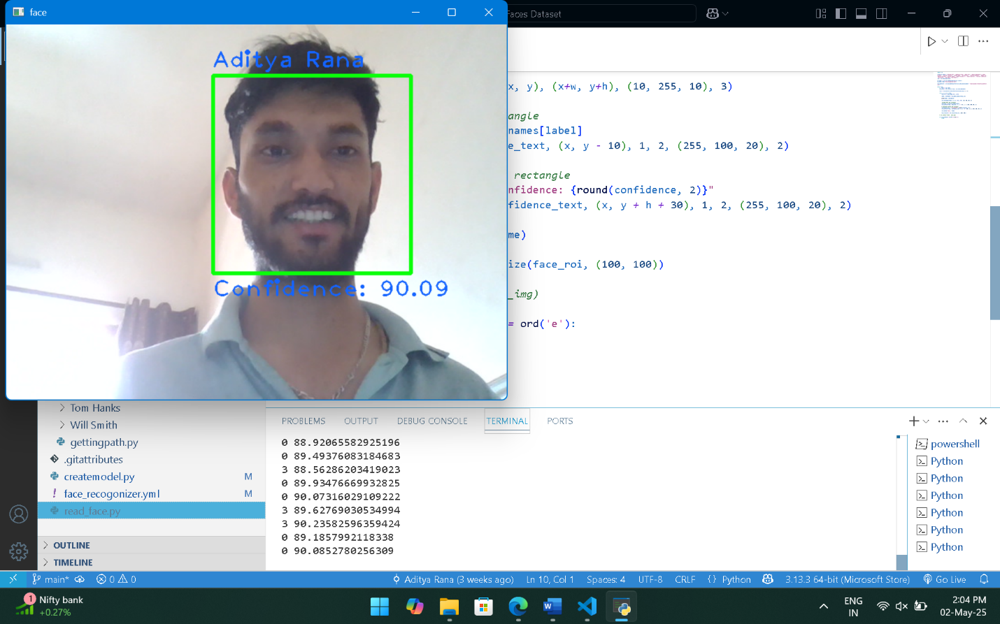 face
Faces Dataset
Aditya Rana
Confidence: 90.09
x, y), (x+w, y+h), (10, 255, 10), 3)
angle
names[label]
e_text, (x, y - 10), 1, 2, (255, 100, 20), 2)
rectangle
nfidence: {round(confidence, 2)}"
fidence_text, (x, y + h + 30), 1, 2, (255, 100, 20), 2)
me)
ize(face_roi, (100, 100))
_img)
= ord('e'):
Tom Hanks
Will Smith
gettingpath.py
.gitattributes
createmodel.py M
! face_recogonizer.yml M
read_face.py
OUTLINE
TIMELINE
PROBLEMS OUTPUT DEBUG CONSOLE TERMINAL PORTS
0 88.92065582925196
0 89.49376083184683
3 88.56286203419023
0 89.93476669932825
0 90.07316029109222
3 89.62769030534994
3 90.23582596359424
0 89.1857992118338
0 90.0852780256309
powershell
Python
Python
Python
Python
Python
Python
main* 0 0 Aditya Rana (3 weeks ago) Ln 10, Col 1 Spaces: 4 UTF-8 CRLF {} Python 3.13.3 64-bit (Microsoft Store) Go Live
1 Nifty bank
+0.27%
ENG
IN
2:04 PM
02-May-25